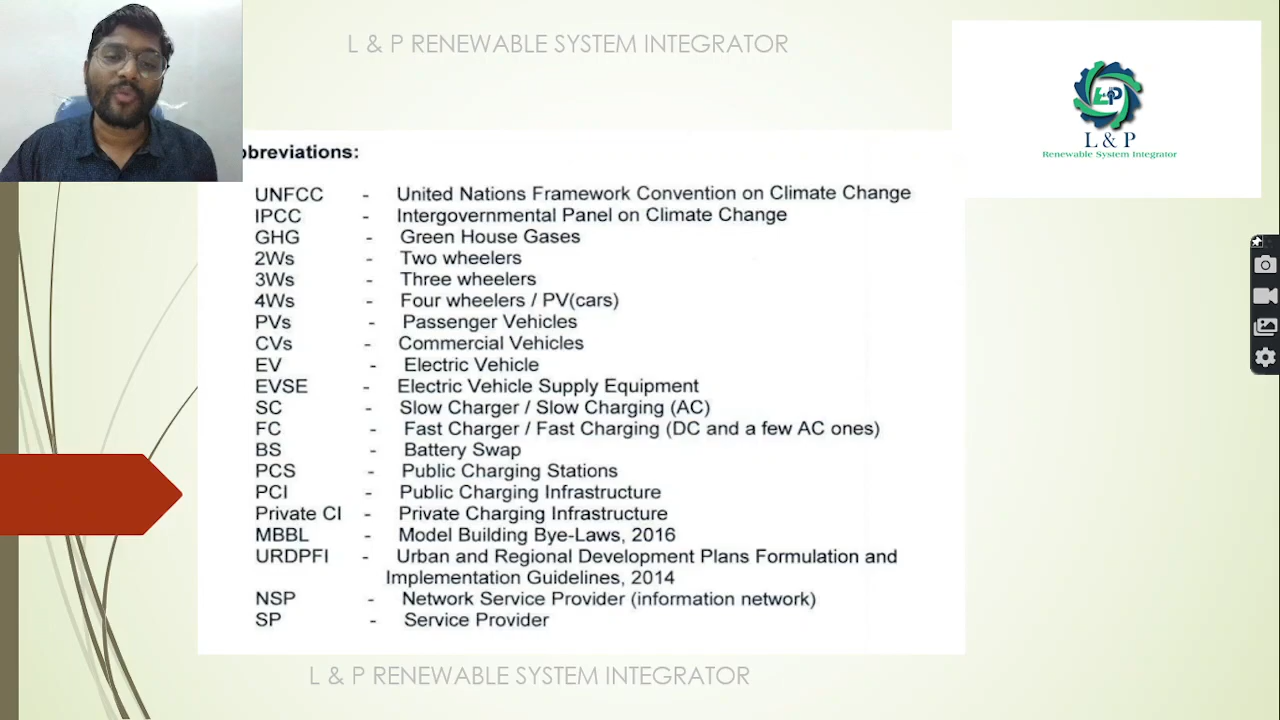 L & P RENEWABLE SYSTEM INTEGRATOR
L&P
L & P
Renewable System Integrator
bbreviations:
UNFCC - United Nations Framework Convention on Climate Change
IPCC - Intergovernmental Panel on Climate Change
GHG - Green House Gases
2Ws - Two wheelers
3Ws - Three wheelers
4Ws - Four wheelers / PV(cars)
PVs - Passenger Vehicles
CVs - Commercial Vehicles
EV - Electric Vehicle
EVSE - Electric Vehicle Supply Equipment
SC - Slow Charger / Slow Charging (AC)
FC - Fast Charger / Fast Charging (DC and a few AC ones)
BS - Battery Swap
PCS - Public Charging Stations
PCI - Public Charging Infrastructure
Private CI - Private Charging Infrastructure
MBBL - Model Building Bye-Laws, 2016
URDPFI - Urban and Regional Development Plans Formulation and
Implementation Guidelines, 2014
NSP - Network Service Provider (information network)
SP - Service Provider
L & P RENEWABLE SYSTEM INTEGRATOR